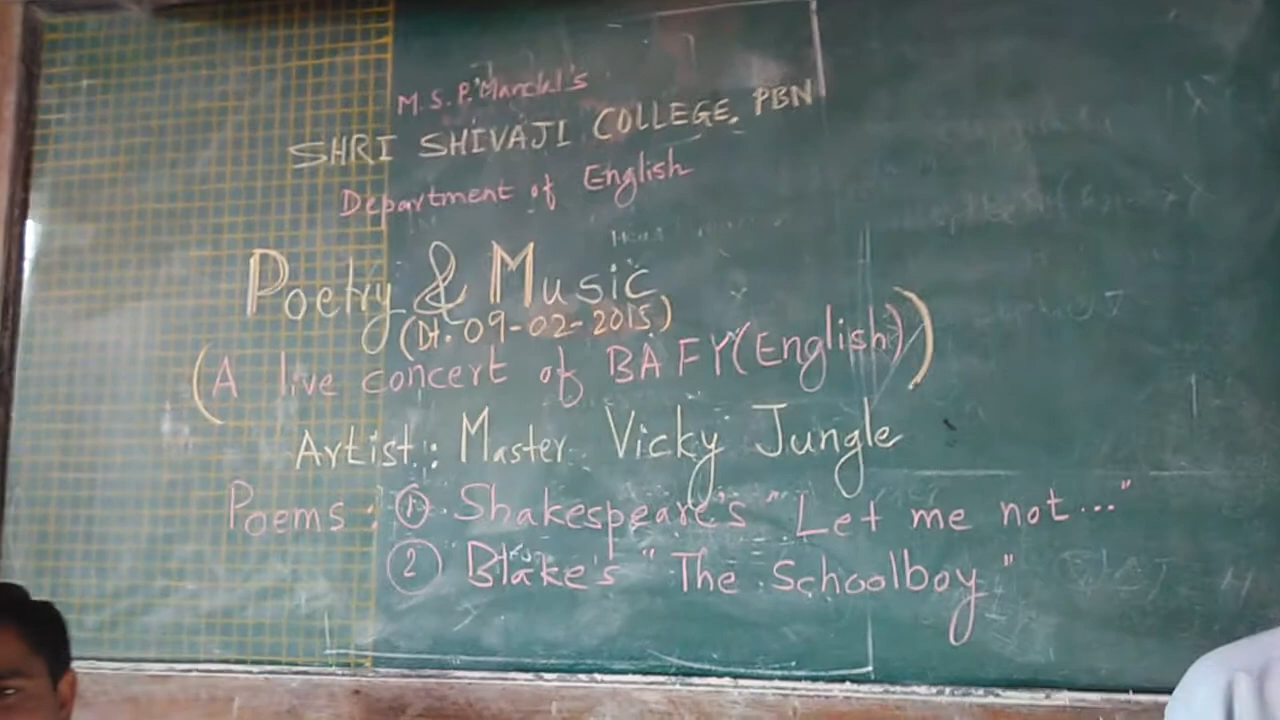 M. S. P. Mandal's
SHRI SHIVAJI COLLEGE, PBN
Department of English
Poetry & Music
(Dt. 09-02-2015)
(A live concert of BA FY(English))
Artist: Master Vicky Jungle
Poems: ① Shakespeare's "Let me not..."
② Blake's "The Schoolboy"